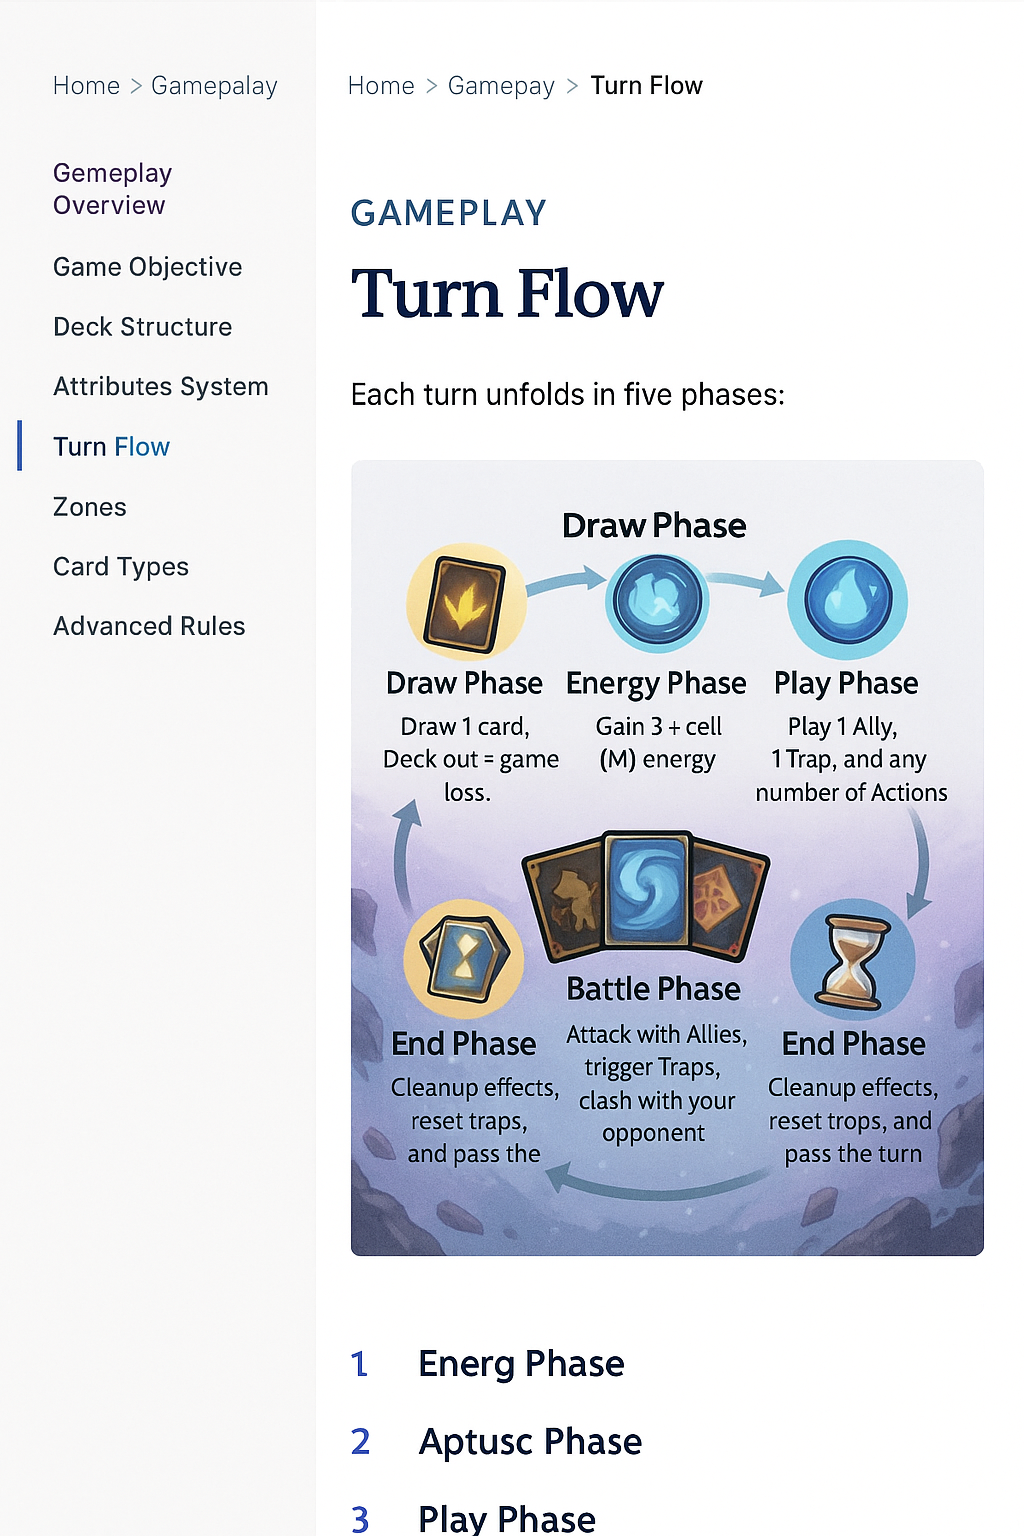 Home > Gamepalay
Gemeplay
Overview
Game Objective
Deck Structure
Attributes System
Turn Flow
Zones
Card Types
Advanced Rules
Home > Gamepay > Turn Flow
GAMEPLAY
Turn Flow
Each turn unfolds in five phases:
Draw Phase
Draw Phase
Draw 1 card,
Deck out = game
loss.
Energy Phase
Gain 3 + cell
(M) energy
Play Phase
Play 1 Ally,
1 Trap, and any
number of Actions
End Phase
Cleanup effects,
reset traps,
and pass the
Battle Phase
Attack with Allies,
trigger Traps,
clash with your
opponent
End Phase
Cleanup effects,
reset trops, and
pass the turn
1 Energ Phase
2 Aptusc Phase
3 Play Phase